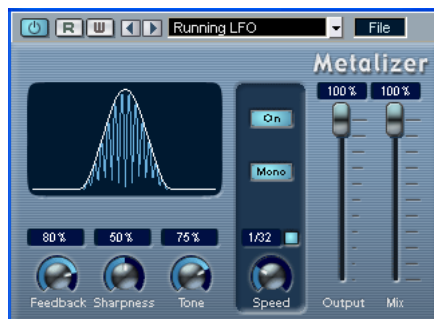 R W Running LFO File
Metalizer
100% 100%
On
Mono
80% 50% 75% 1/32
Feedback Sharpness Tone Speed Output Mix